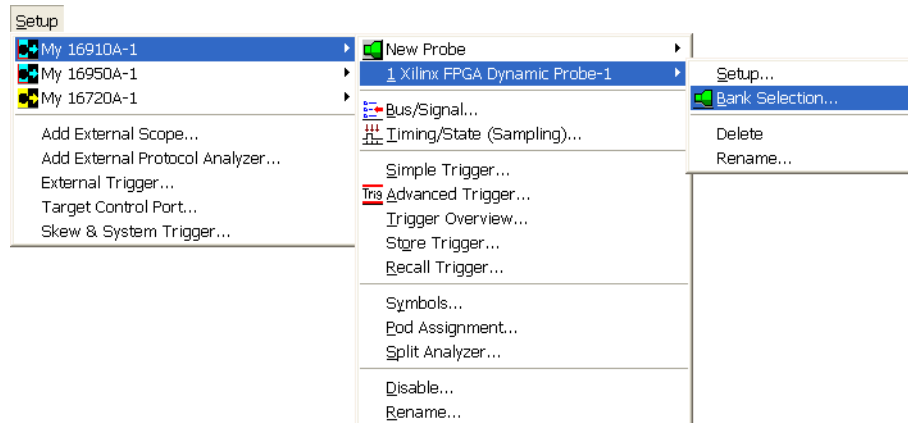 Setup
My 16910A-1
My 16950A-1
My 16720A-1
Add External Scope...
Add External Protocol Analyzer...
External Trigger...
Target Control Port...
Skew & System Trigger...
New Probe
1 Xilinx FPGA Dynamic Probe-1
Bus/Signal...
Timing/State (Sampling)...
Simple Trigger...
Trig Advanced Trigger...
Trigger Overview...
Store Trigger...
Recall Trigger...
Symbols...
Pod Assignment...
Split Analyzer...
Disable...
Rename...
Setup...
Bank Selection...
Delete
Rename...